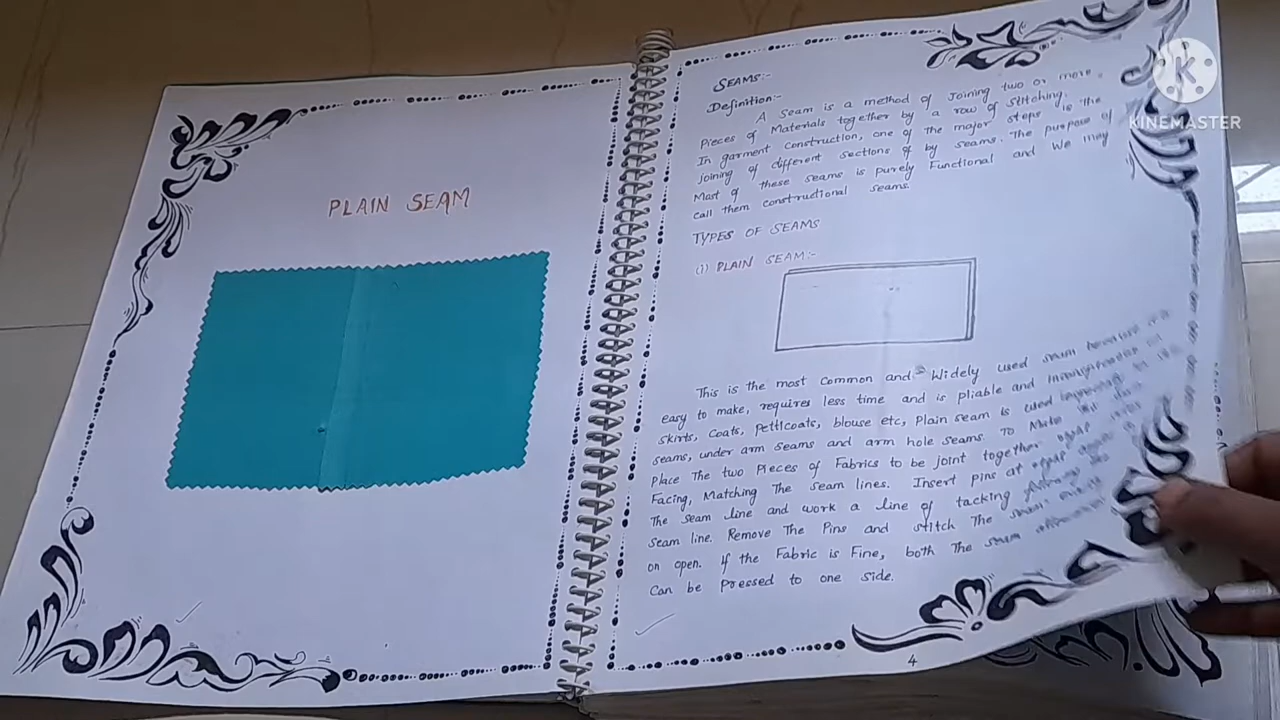 PLAIN SEAM
SEAMS:-
Definition:-
A seam is a method of Joining two or more
Pieces of Materials together by a row of stitching.
In garment Construction, one of the major steps is the
joining of different sections of by seams. The purpose of
Most of these seams is purely Functional and We may
call them constructional seams.
TYPES OF SEAMS
(i) PLAIN SEAM:-
This is the most common and widely used seam because it is
easy to make, requires less time and is pliable and
skirts, Coats, Petticoats, blouse etc, Plain seam is used
seams, under arm seams and arm hole seams. To Make
Place The two Pieces of Fabrics to be joint together
Facing, Matching The seam lines. Insert pins at
The seam line and work a line of tacking
seam line. Remove The Pins and stitch The seam
on open. If the Fabric is Fine, both The seam
Can be Pressed to one side.
4
K
KINEMASTER